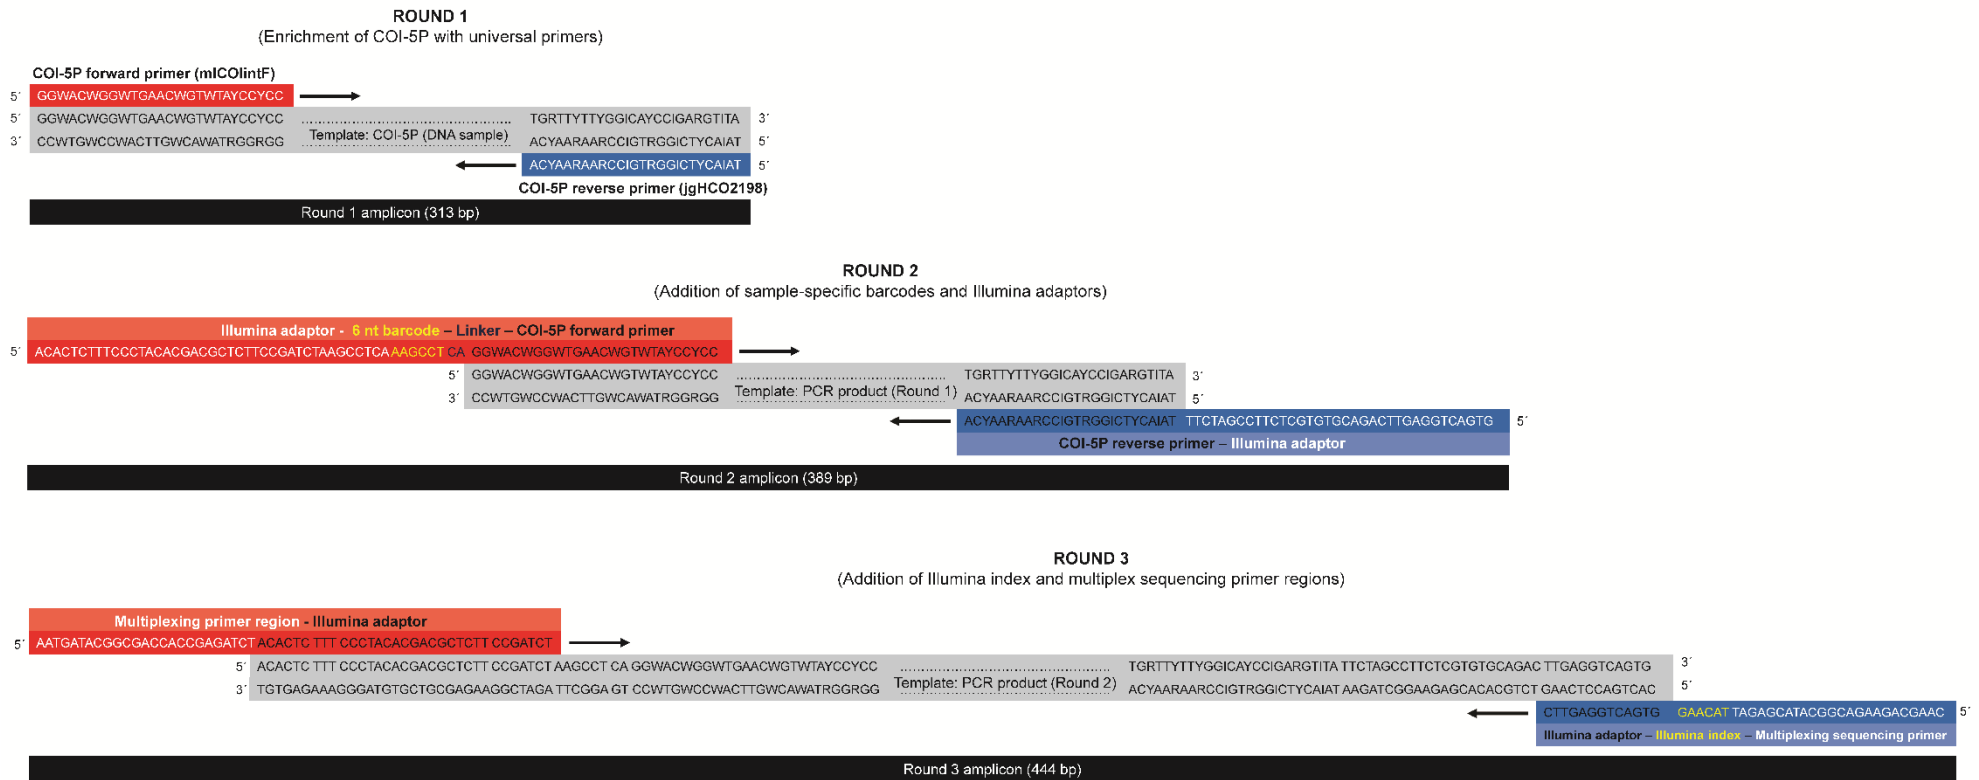 ROUND 1
(Enrichment of COI-5P with universal primers)
COI-5P forward primer (mlCOIintF)
5´ GGWACWGGWTGAACWGTWTAYCCYCC
5´ GGWACWGGWTGAACWGTWTAYCCYCC ................................................ TGRTTYTTYGGICAYCCIGARGTITA 3´
Template: COI-5P (DNA sample)
3´ CCWTGWCCWACTTGWCAWATRGGRGG ................................................ ACYAARAARCCIGTRGGICTYCAIAT 5´
ACYAARAARCCIGTRGGICTYCAIAT 5´
COI-5P reverse primer (jgHCO2198)
Round 1 amplicon (313 bp)
ROUND 2
(Addition of sample-specific barcodes and Illumina adaptors)
Illumina adaptor - 6 nt barcode – Linker – COI-5P forward primer
5´ ACACTCTTTCCCTACACGACGCTCTTCCGATCTAAGCCTCA AAGCCT CA GGWACWGGWTGAACWGTWTAYCCYCC
5´ GGWACWGGWTGAACWGTWTAYCCYCC ................................................ TGRTTYTTYGGICAYCCIGARGTITA 3´
Template: PCR product (Round 1)
3´ CCWTGWCCWACTTGWCAWATRGGRGG ................................................ ACYAARAARCCIGTRGGICTYCAIAT 5´
ACYAARAARCCIGTRGGICTYCAIAT TTCTAGCCTTCTCGTGTGCAGACTTGAGGTCAGTG 5´
COI-5P reverse primer – Illumina adaptor
Round 2 amplicon (389 bp)
ROUND 3
(Addition of Illumina index and multiplex sequencing primer regions)
Multiplexing primer region - Illumina adaptor
5´ AATGATACGGCGACCACCGAGATCT ACACTC TTT CCCTACACGACGCTCTT CCGATCT
5´ ACACTC TTT CCCTACACGACGCTCTT CCGATCT AAGCCT CA GGWACWGGWTGAACWGTWTAYCCYCC ................................................ TGRTTYTTYGGICAYCCIGARGTITA TTCTAGCCTTCTCGTGTGCAGAC TTGAGGTCAGTG 3´
Template: PCR product (Round 2)
3´ TGTGAGAAAGGGATGTGCTGCGAGAAGGCTAGA TTCGGA GT CCWTGWCCWACTTGWCAWATRGGRGG ................................................ ACYAARAARCCIGTRGGICTYCAIAT AAGATCGGAAGAGCACACGTCT GAACTCCAGTCAC 5´
CTTGAGGTCAGTG GAACAT TAGAGCATACGGCAGAAGACGAAC 5´
Illumina adaptor – Illumina index – Multiplexing sequencing primer
Round 3 amplicon (444 bp)